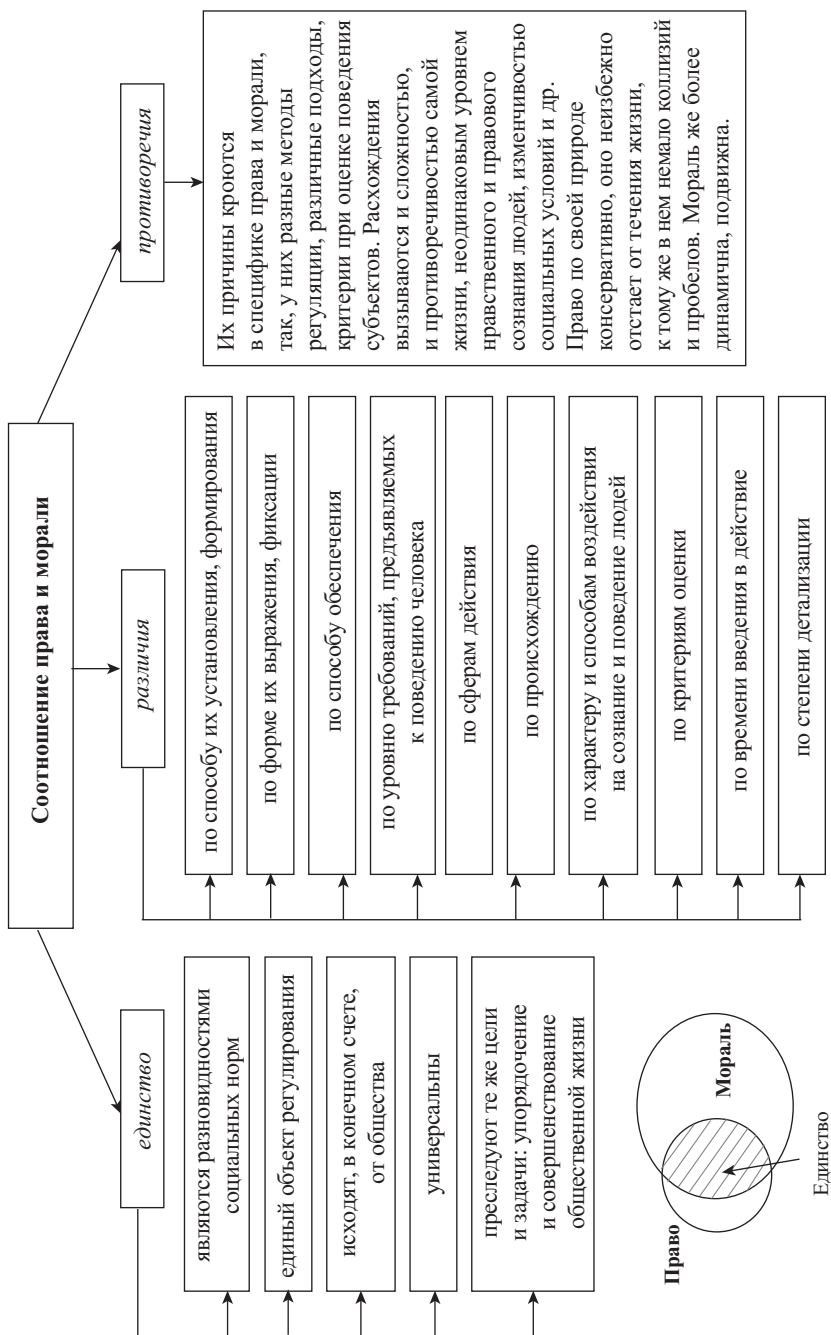 Соотношение права и морали
единство
являются разновидностями
социальных норм
единый объект регулирования
исходят, в конечном счете,
от общества
универсальны
преследуют те же цели
и задачи: упорядочение
и совершенствование
общественной жизни
Право
Мораль
Единство
различия
по способу их установления, формирования
по форме их выражения, фиксации
по способу обеспечения
по уровню требований, предъявляемых
к поведению человека
по сферам действия
по происхождению
по характеру и способам воздействия
на сознание и поведение людей
по критериям оценки
по времени введения в действие
по степени детализации
противоречия
Их причины кроются
в специфике права и морали,
так, у них разные методы
регуляции, различные подходы,
критерии при оценке поведения
субъектов. Расхождения
вызываются и сложностью,
и противоречивостью самой
жизни, неодинаковым уровнем
нравственного и правового
сознания людей, изменчивостью
социальных условий и др.
Право по своей природе
консервативно, оно неизбежно
отстает от течения жизни,
к тому же в нем немало коллизий
и пробелов. Мораль же более
динамична, подвижна.